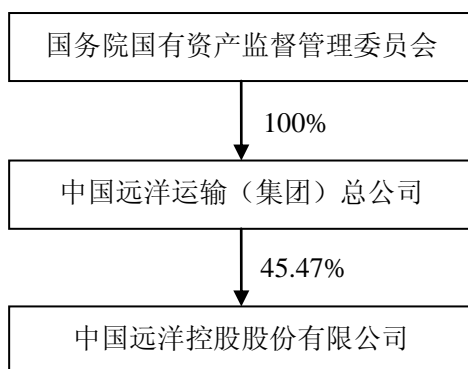 国务院国有资产监督管理委员会
100%
中国远洋运输（集团）总公司
45.47%
中国远洋控股股份有限公司